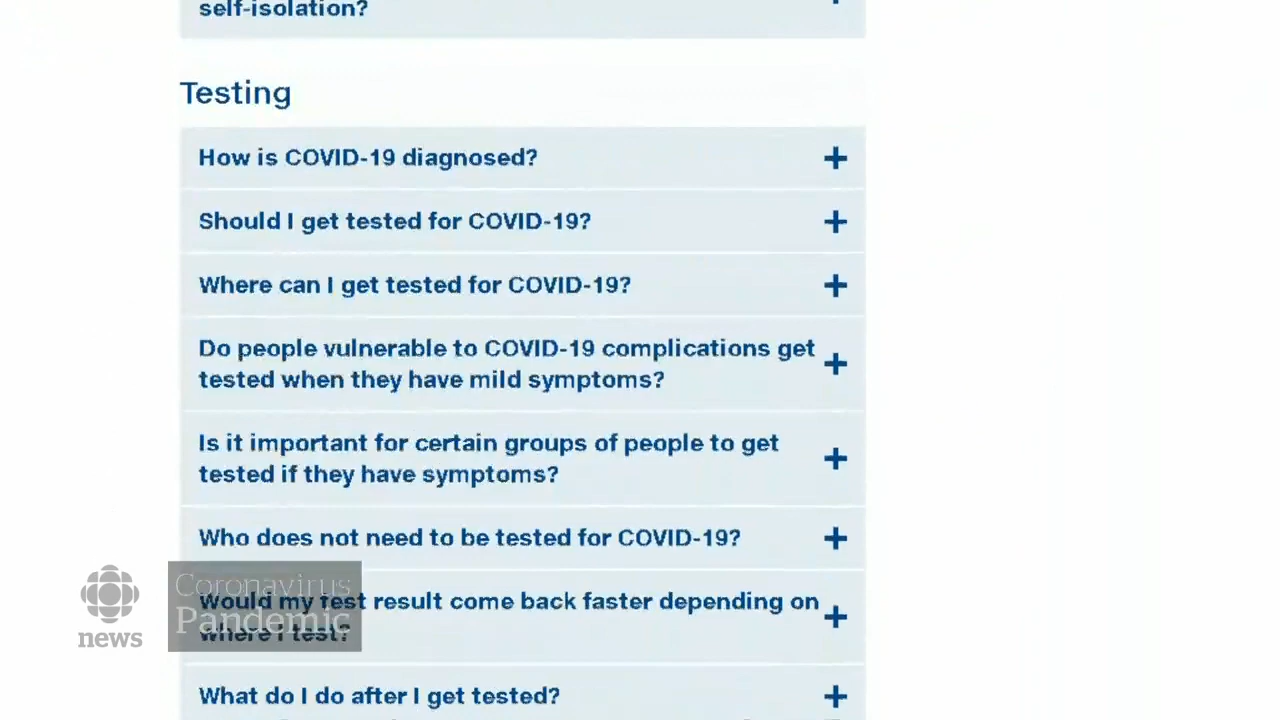 self-isolation?
Testing
How is COVID-19 diagnosed?
Should I get tested for COVID-19?
Where can I get tested for COVID-19?
Do people vulnerable to COVID-19 complications get
tested when they have mild symptoms?
Is it important for certain groups of people to get
tested if they have symptoms?
Who does not need to be tested for COVID-19?
Would my test result come back faster depending on
where I test?
What do I do after I get tested?
news
Coronavirus
Pandemic